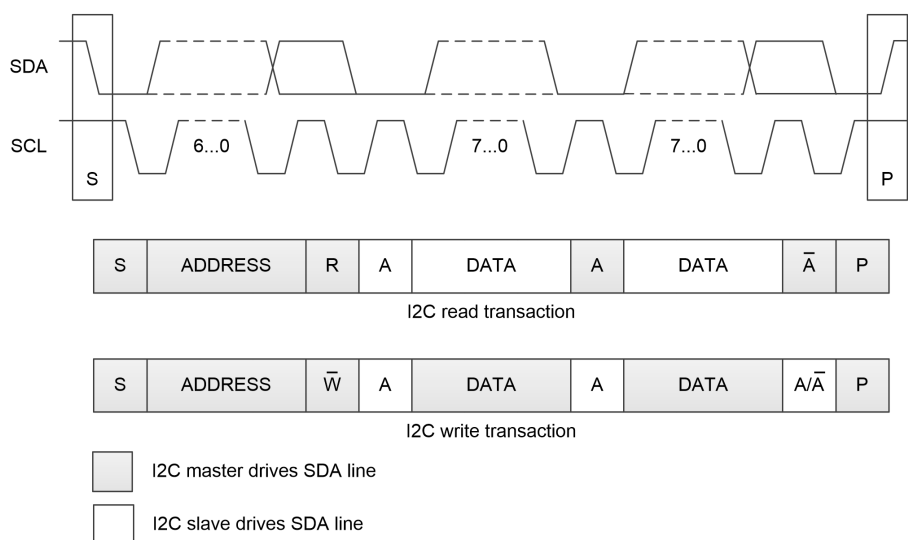 SDA
SCL 6...0 7...0 7...0
S P
S ADDRESS R A DATA A DATA A̅ P
I2C read transaction
S ADDRESS W̅ A DATA A DATA A/A̅ P
I2C write transaction
I2C master drives SDA line
I2C slave drives SDA line